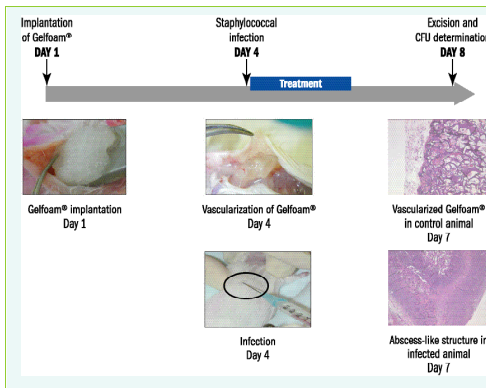 Implantation
of Gelfoam®
DAY 1
Staphylococcal
infection
DAY 4
Excision and
CFU determination
DAY 8
Treatment
Gelfoam® implantation
Day 1
Vascularization of Gelfoam®
Day 4
Vascularized Gelfoam®
in control animal
Day 7
Infection
Day 4
Abscess-like structure in
infected animal
Day 7